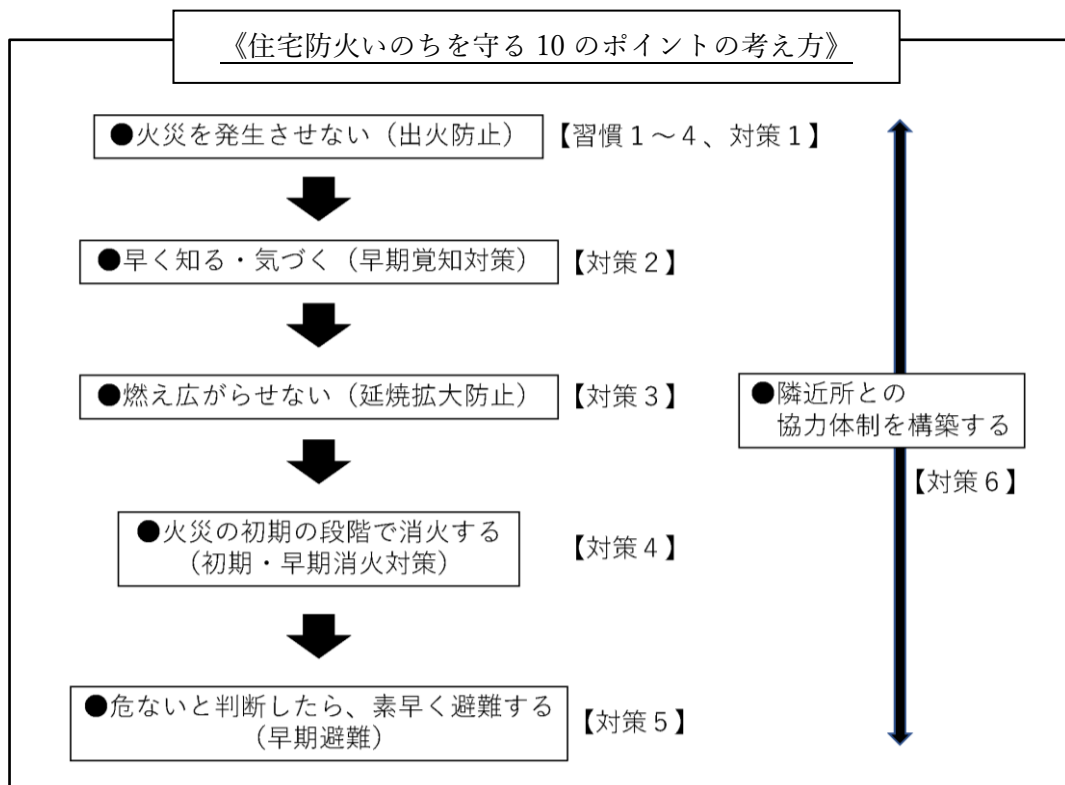 《住宅防火いのちを守る 10 のポイントの考え方》
●火災を発生させない（出火防止）
【習慣１～４、対策１】
●早く知る・気づく（早期覚知対策）
【対策２】
●燃え広がらせない（延焼拡大防止）
【対策３】
●隣近所との
協力体制を構築する
【対策６】
●火災の初期の段階で消火する
（初期・早期消火対策）
【対策４】
●危ないと判断したら、素早く避難する
（早期避難）
【対策５】